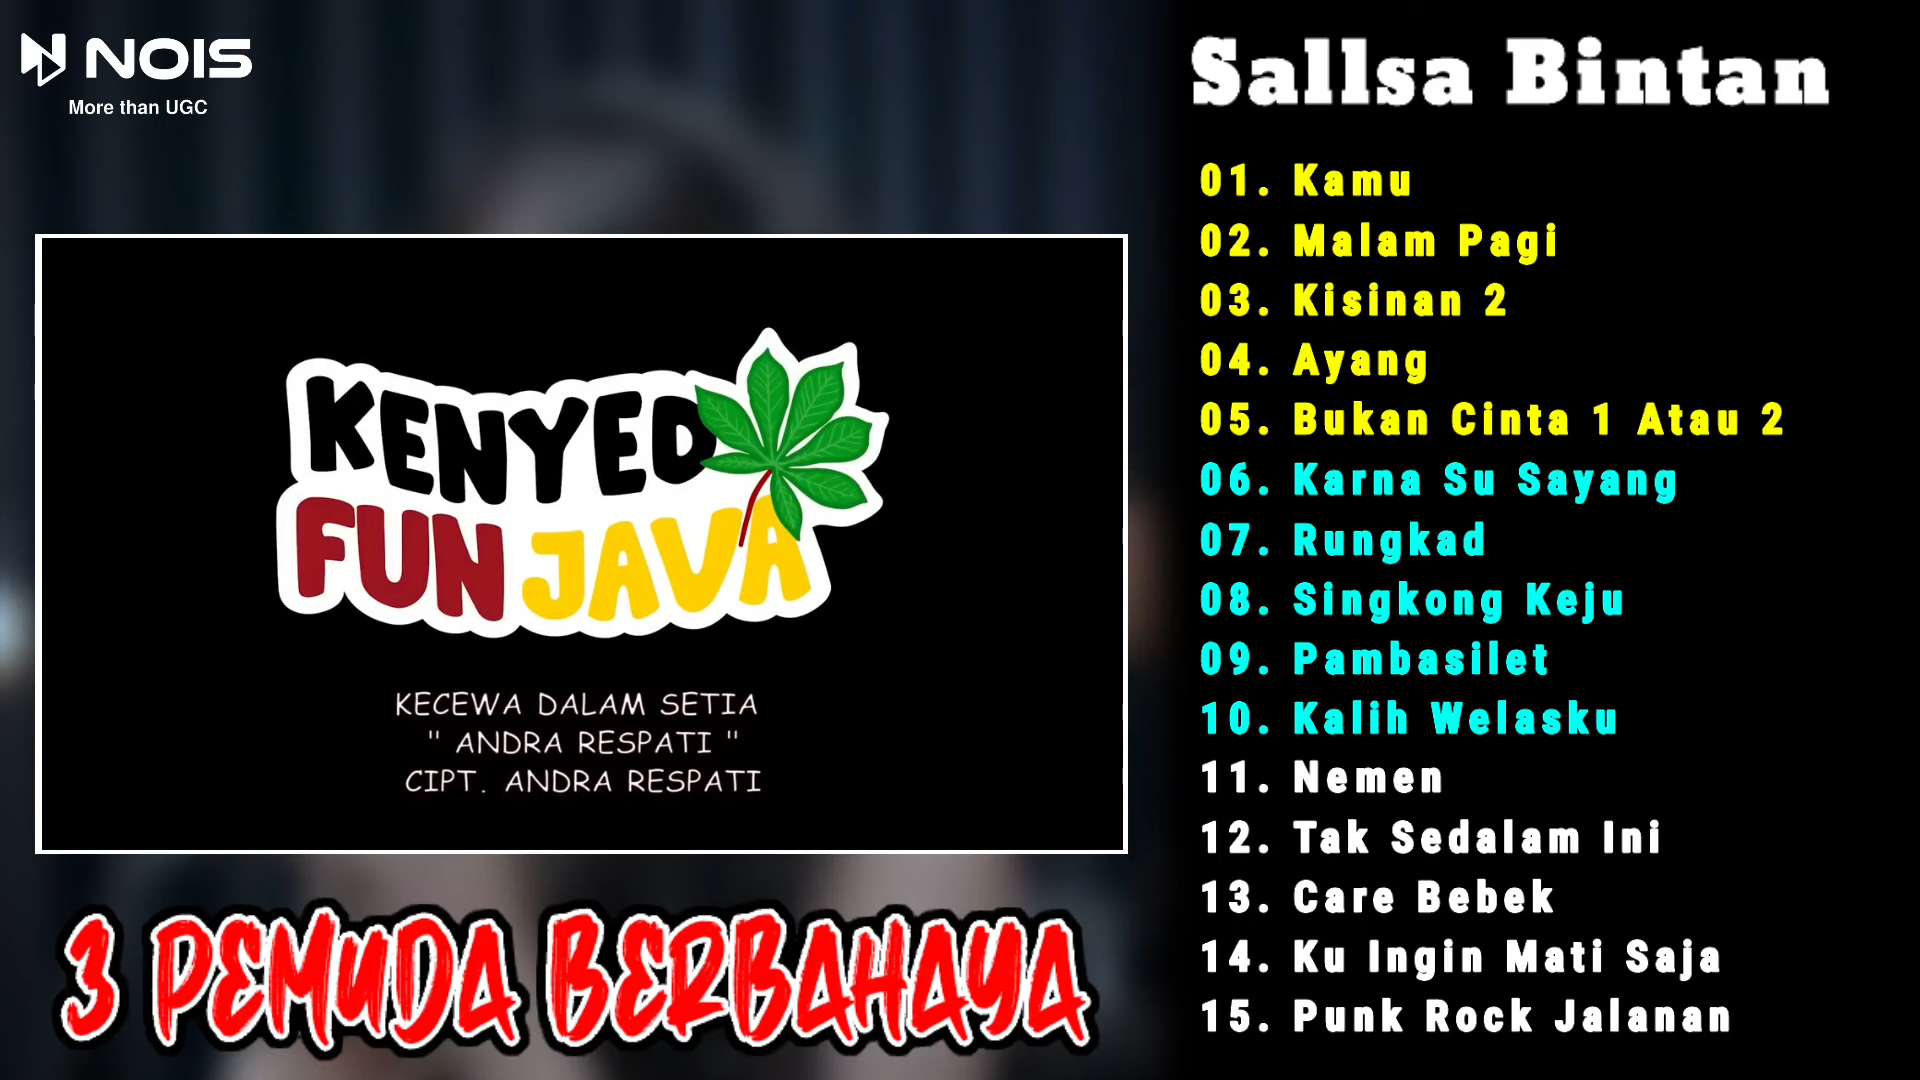 NOIS
More than UGC
KENYED
FUN JAVA
KECEWA DALAM SETIA
" ANDRA RESPATI "
CIPT. ANDRA RESPATI
3 PEMUDA BERBAHAYA
Sallsa Bintan
01. Kamu
02. Malam Pagi
03. Kisinan 2
04. Ayang
05. Bukan Cinta 1 Atau 2
06. Karna Su Sayang
07. Rungkad
08. Singkong Keju
09. Pambasilet
10. Kalih Welasku
11. Nemen
12. Tak Sedalam Ini
13. Care Bebek
14. Ku Ingin Mati Saja
15. Punk Rock Jalanan